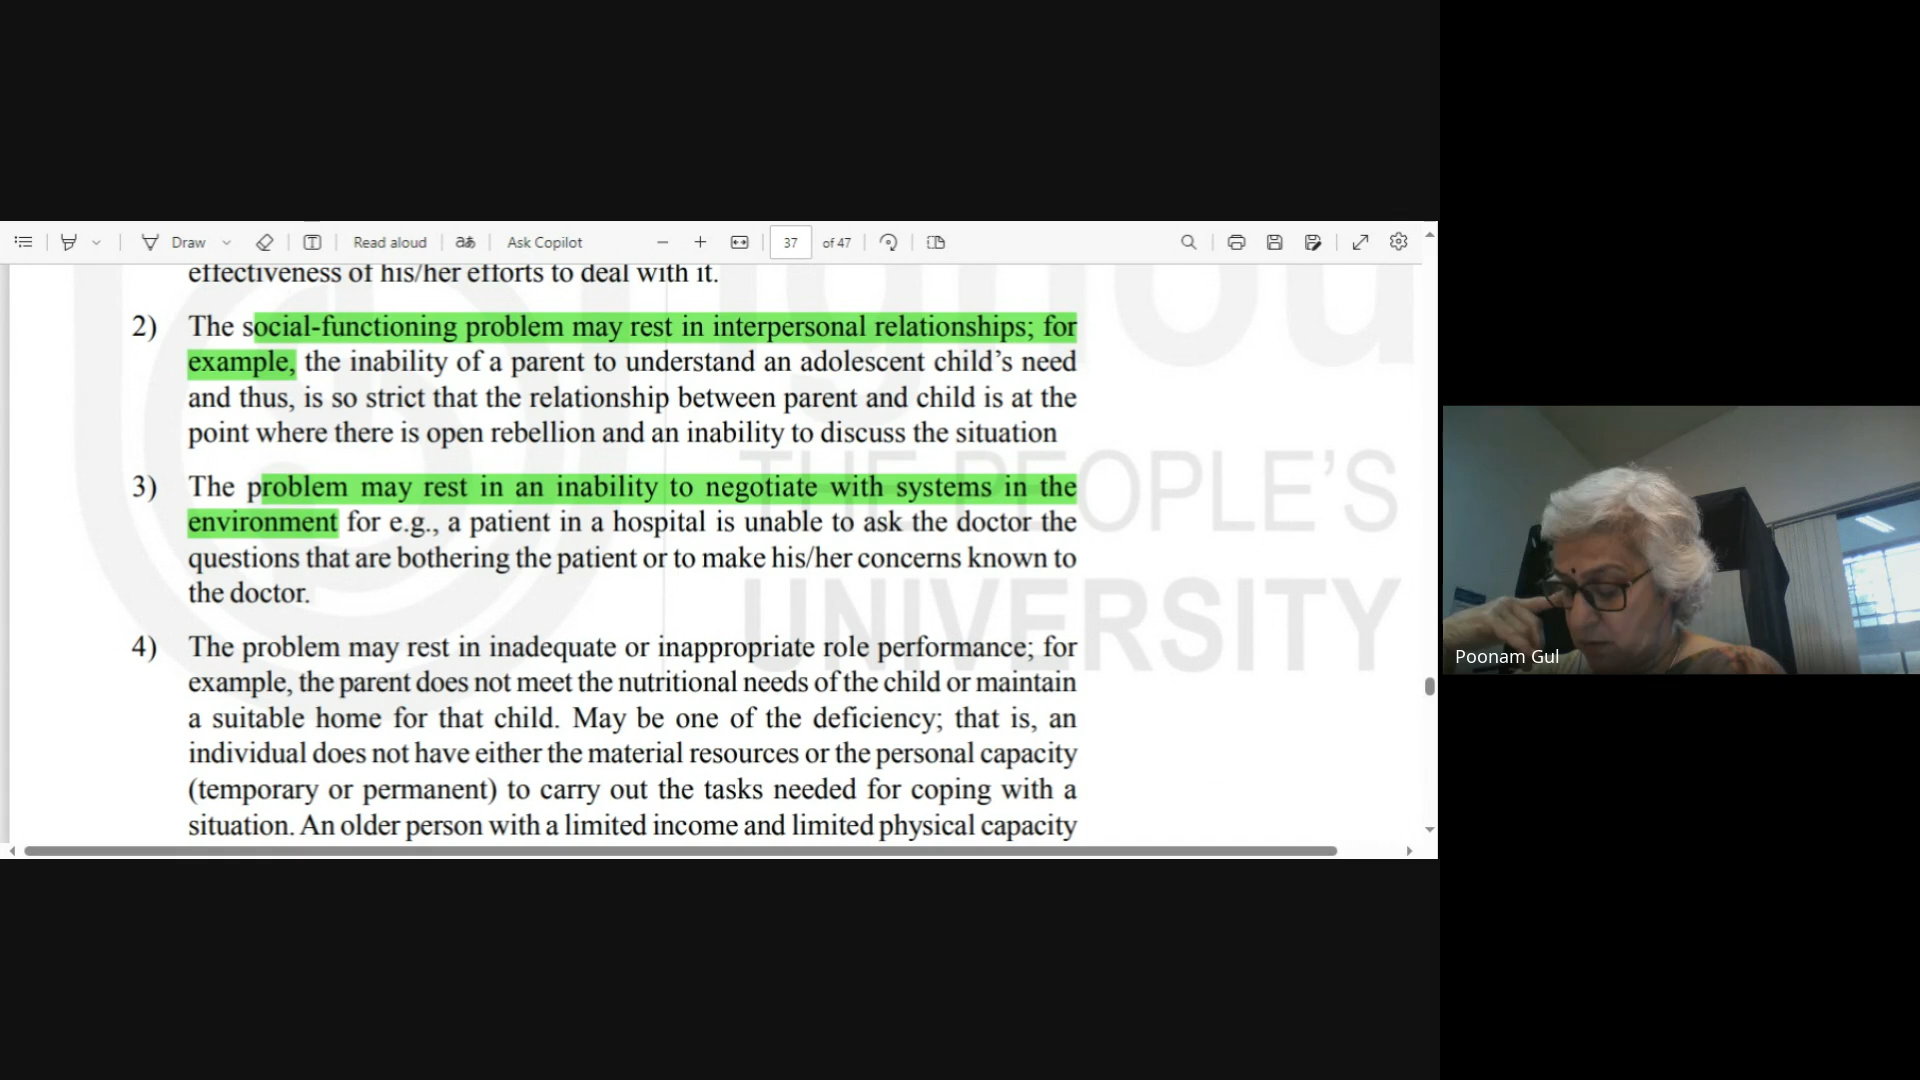 Draw
Read aloud
Ask Copilot
37
of 47
effectiveness of his/her efforts to deal with it.
2) The social-functioning problem may rest in interpersonal relationships; for
example, the inability of a parent to understand an adolescent child’s need
and thus, is so strict that the relationship between parent and child is at the
point where there is open rebellion and an inability to discuss the situation
3) The problem may rest in an inability to negotiate with systems in the
environment for e.g., a patient in a hospital is unable to ask the doctor the
questions that are bothering the patient or to make his/her concerns known to
the doctor.
4) The problem may rest in inadequate or inappropriate role performance; for
example, the parent does not meet the nutritional needs of the child or maintain
a suitable home for that child. May be one of the deficiency; that is, an
individual does not have either the material resources or the personal capacity
(temporary or permanent) to carry out the tasks needed for coping with a
situation. An older person with a limited income and limited physical capacity
ignou
THE PEOPLE’S
UNIVERSITY
Poonam Gul